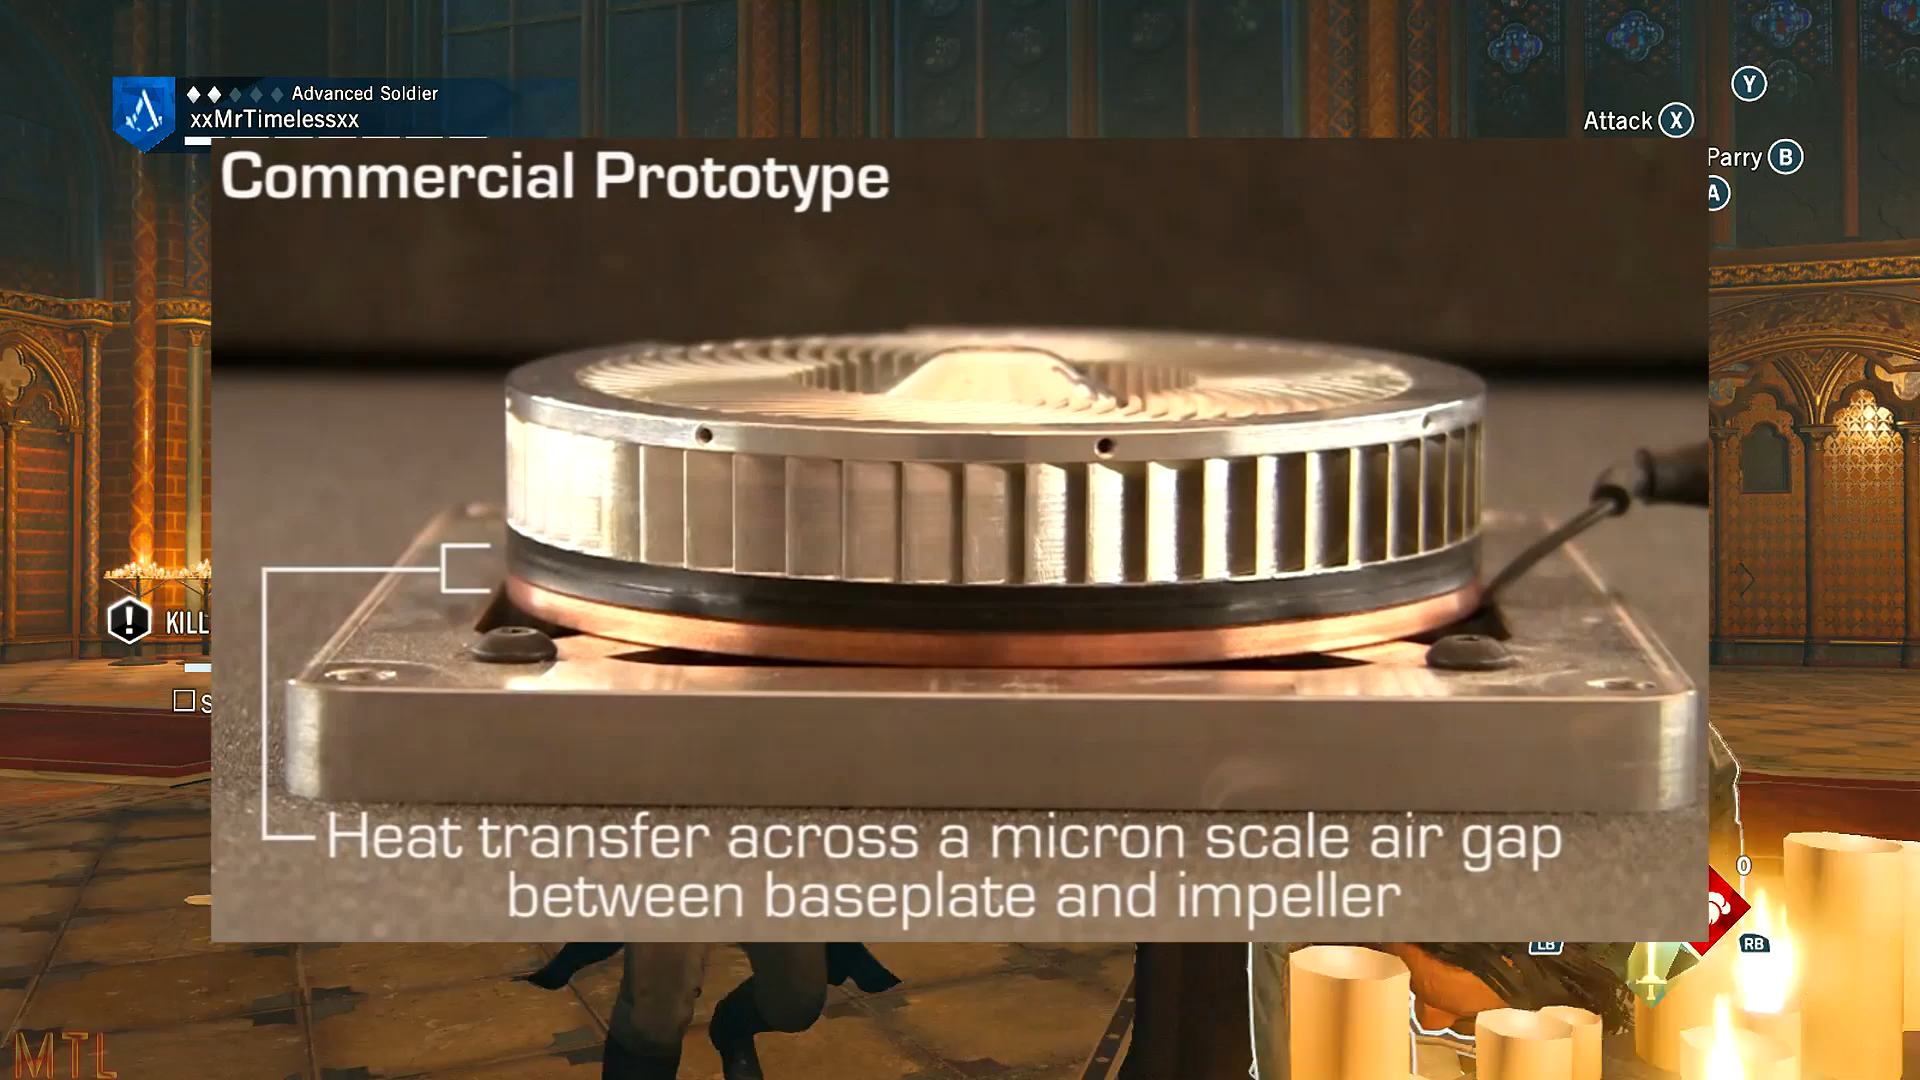 Advanced Soldier
xxMrTimelessxx
Y
Attack X
Parry B
A
Commercial Prototype
! KILL
S
Heat transfer across a micron scale air gap
between baseplate and impeller
0
LB
RB
MTL